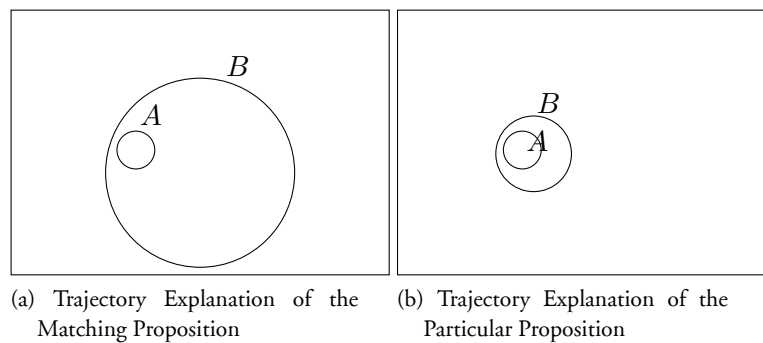 B
A
B
A
(a) Trajectory Explanation of the
Matching Proposition
(b) Trajectory Explanation of the
Particular Proposition